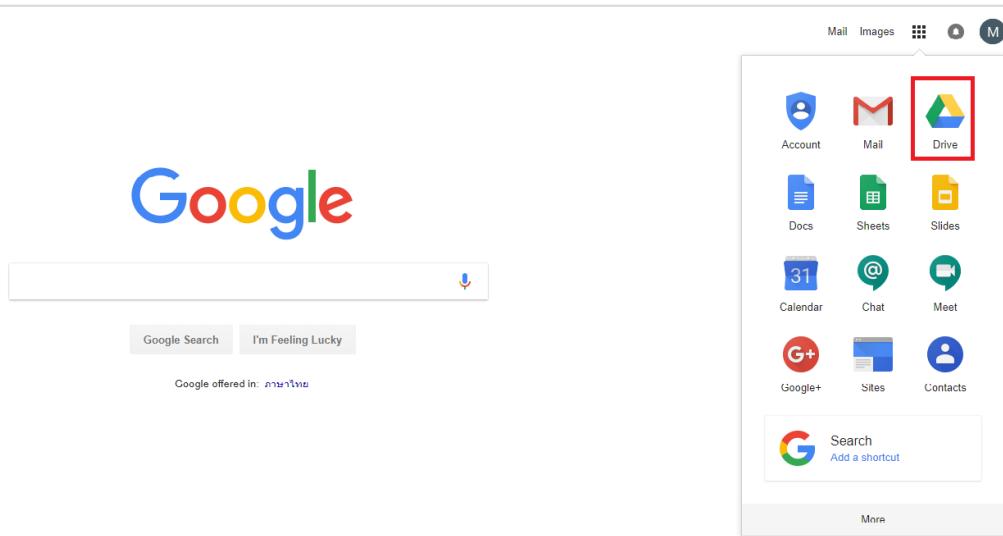 Mail Images M
Account Mail Drive
Google
Docs Sheets Slides
31 @
Calendar Chat Meet
Google Search I'm Feeling Lucky
G+
Google offered in: ภาษาไทย
Google+ Sites Contacts
G Search
Add a shortcut
More